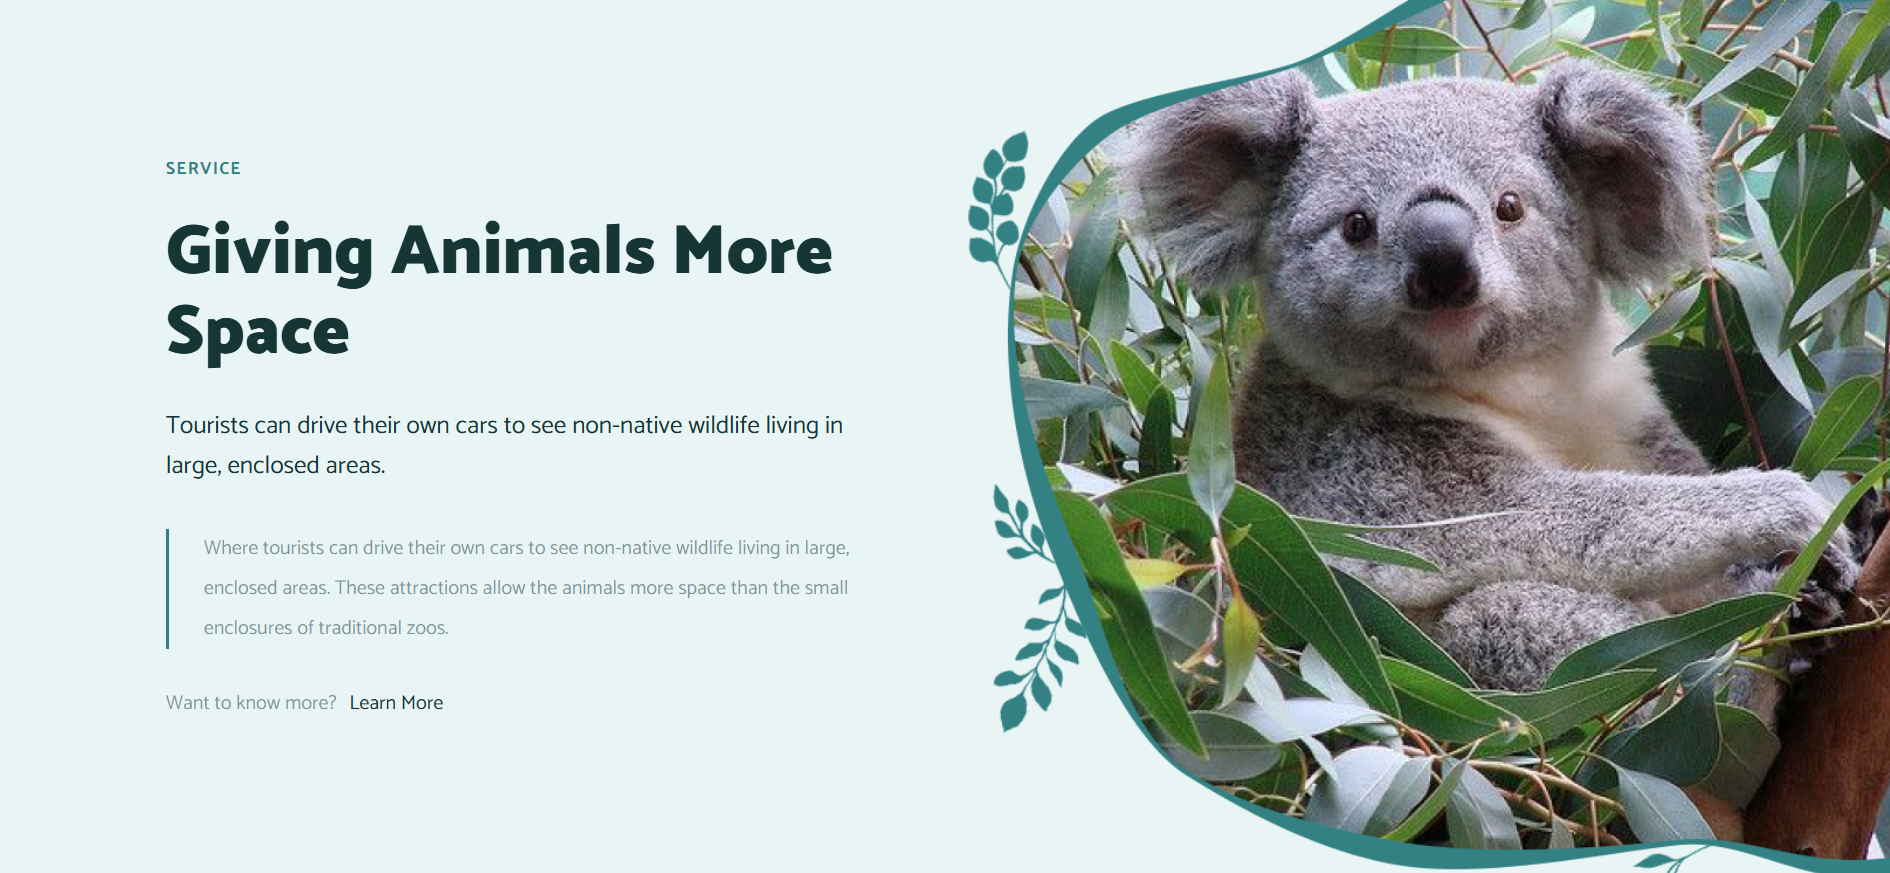 SERVICE
Giving Animals More
Space
Tourists can drive their own cars to see non-native wildlife living in
large, enclosed areas.
Where tourists can drive their own cars to see non-native wildlife living in large,
enclosed areas. These attractions allow the animals more space than the small
enclosures of traditional zoos.
Want to know more? Learn More